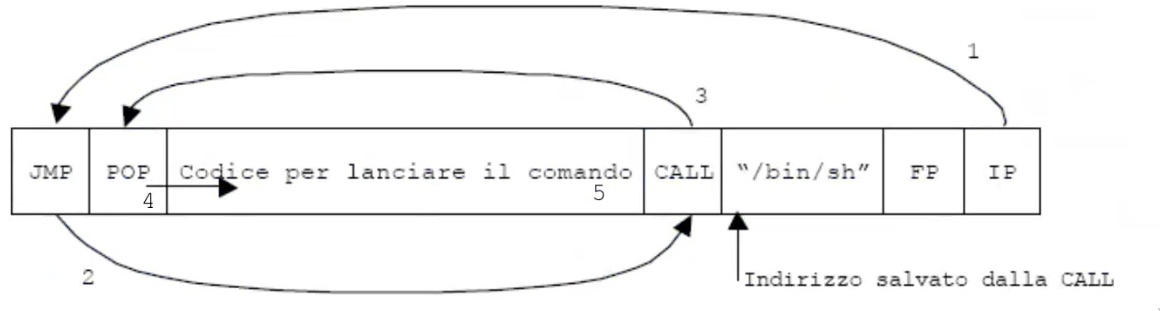 1
3
JMP POP Codice per lanciare il comando CALL “/bin/sh” FP IP
4 5
2
Indirizzo salvato dalla CALL